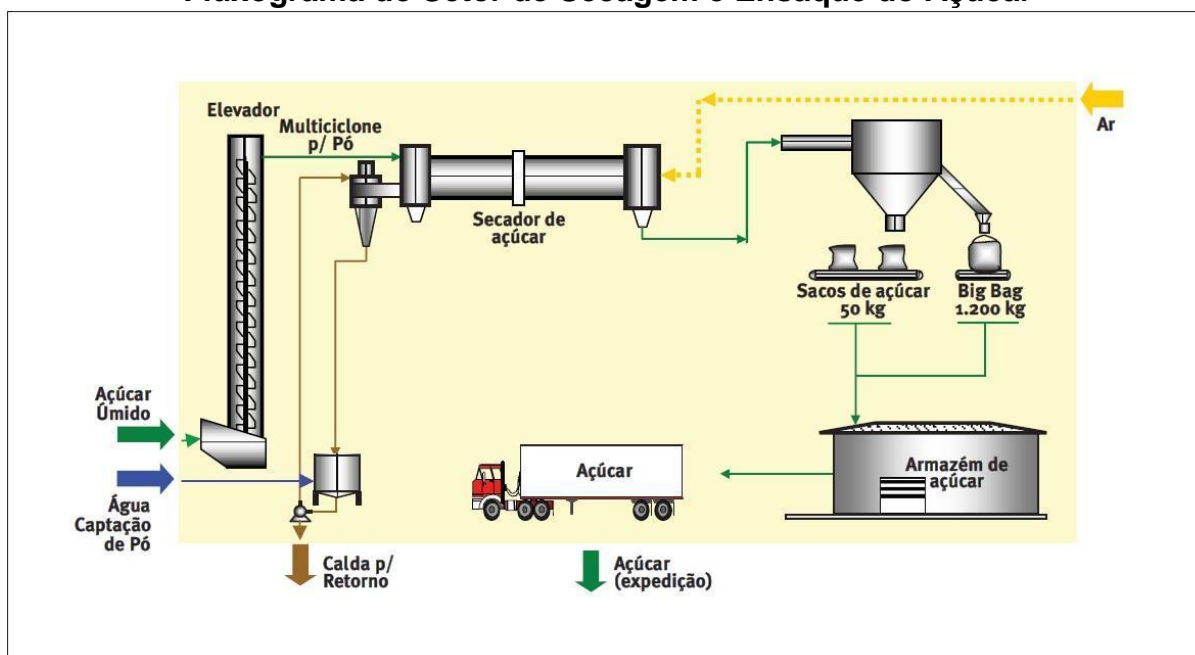 Fluxograma do Setor de Secagem e Ensaque de Açúcar
Elevador
Multiciclone
p/ Pó
Ar
Secador de
açúcar
Sacos de açúcar
50 kg
Big Bag
1.200 kg
Açúcar
Úmido
Açúcar
Armazém de
açúcar
Água
Captação
de Pó
Calda p/
Retorno
Açúcar
(expedição)